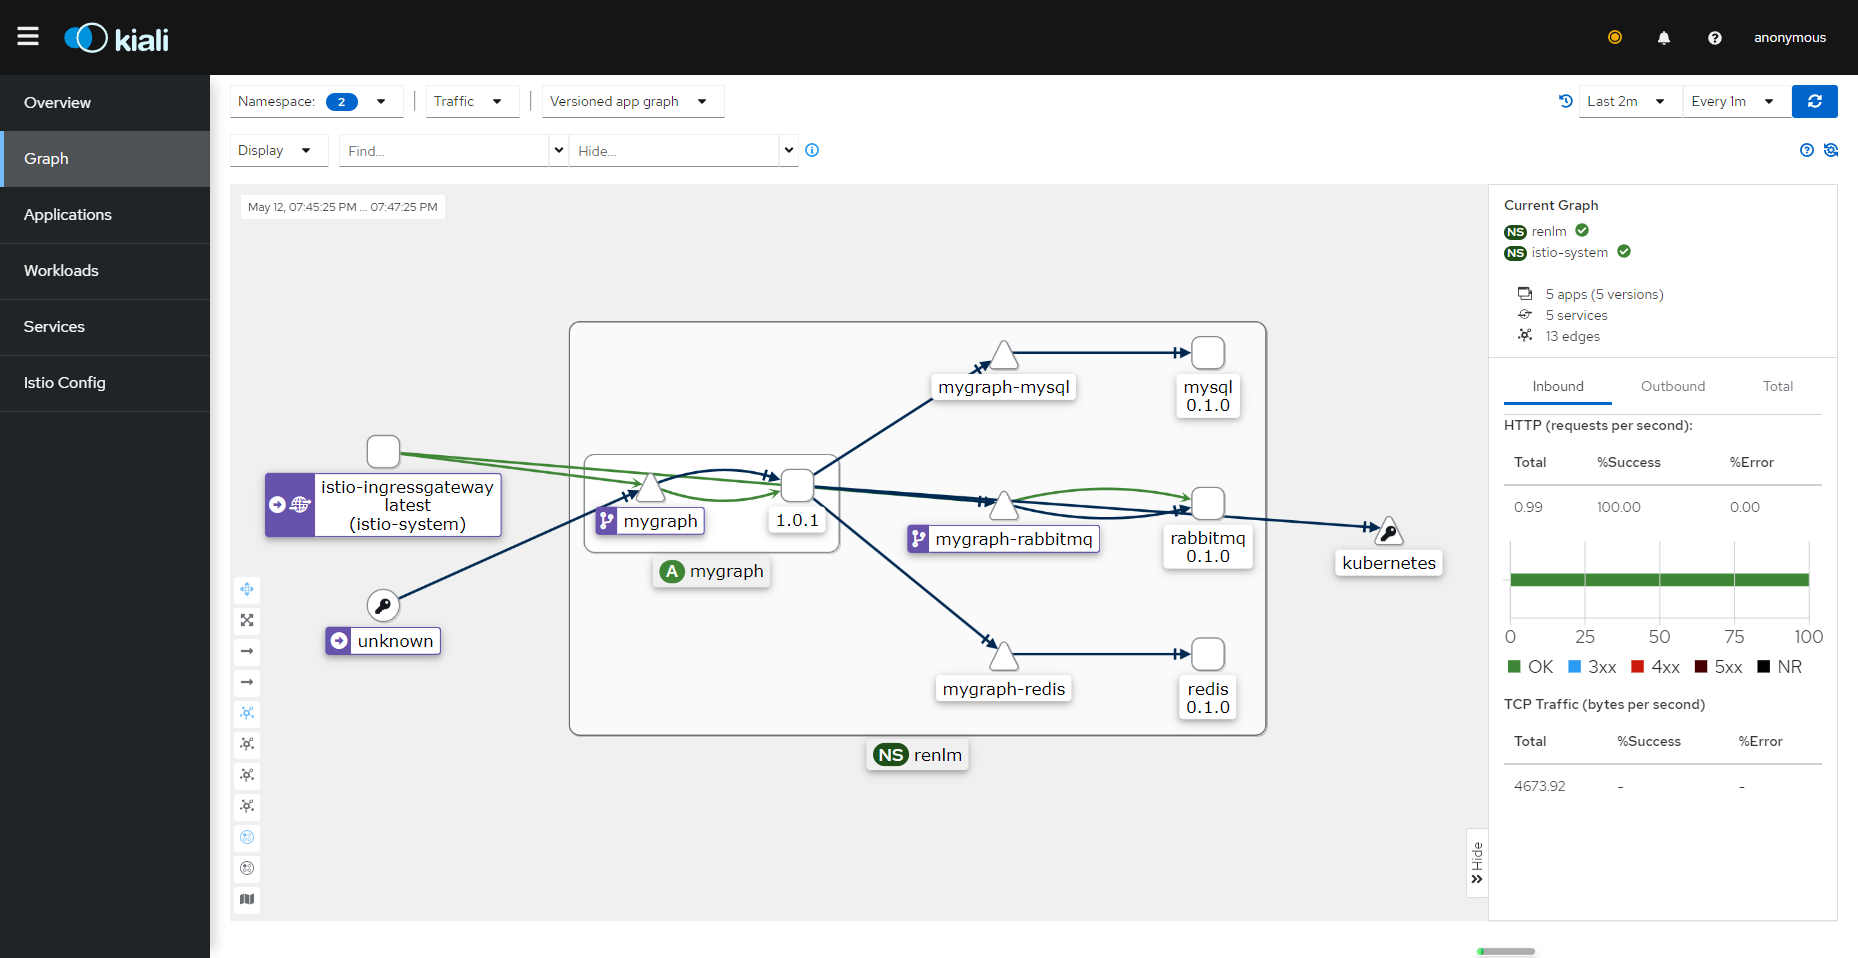 kiali
anonymous
Overview
Graph
Applications
Workloads
Services
Istio Config
Namespace: 2
Traffic
Versioned app graph
Last 2m
Every 1m
Display
Find...
Hide...
May 12, 07:45:25 PM ... 07:47:25 PM
mygraph-mysql
mysql
0.1.0
istio-ingressgateway
latest
(istio-system)
mygraph
1.0.1
A mygraph
mygraph-rabbitmq
rabbitmq
0.1.0
kubernetes
unknown
mygraph-redis
redis
0.1.0
NS renlm
Hide
Current Graph
NS renlm
NS istio-system
5 apps (5 versions)
5 services
13 edges
Inbound Outbound Total
HTTP (requests per second):
Total %Success %Error
0.99 100.00 0.00
0 25 50 75 100
OK 3xx 4xx 5xx NR
TCP Traffic (bytes per second)
Total %Success %Error
4673.92 - -